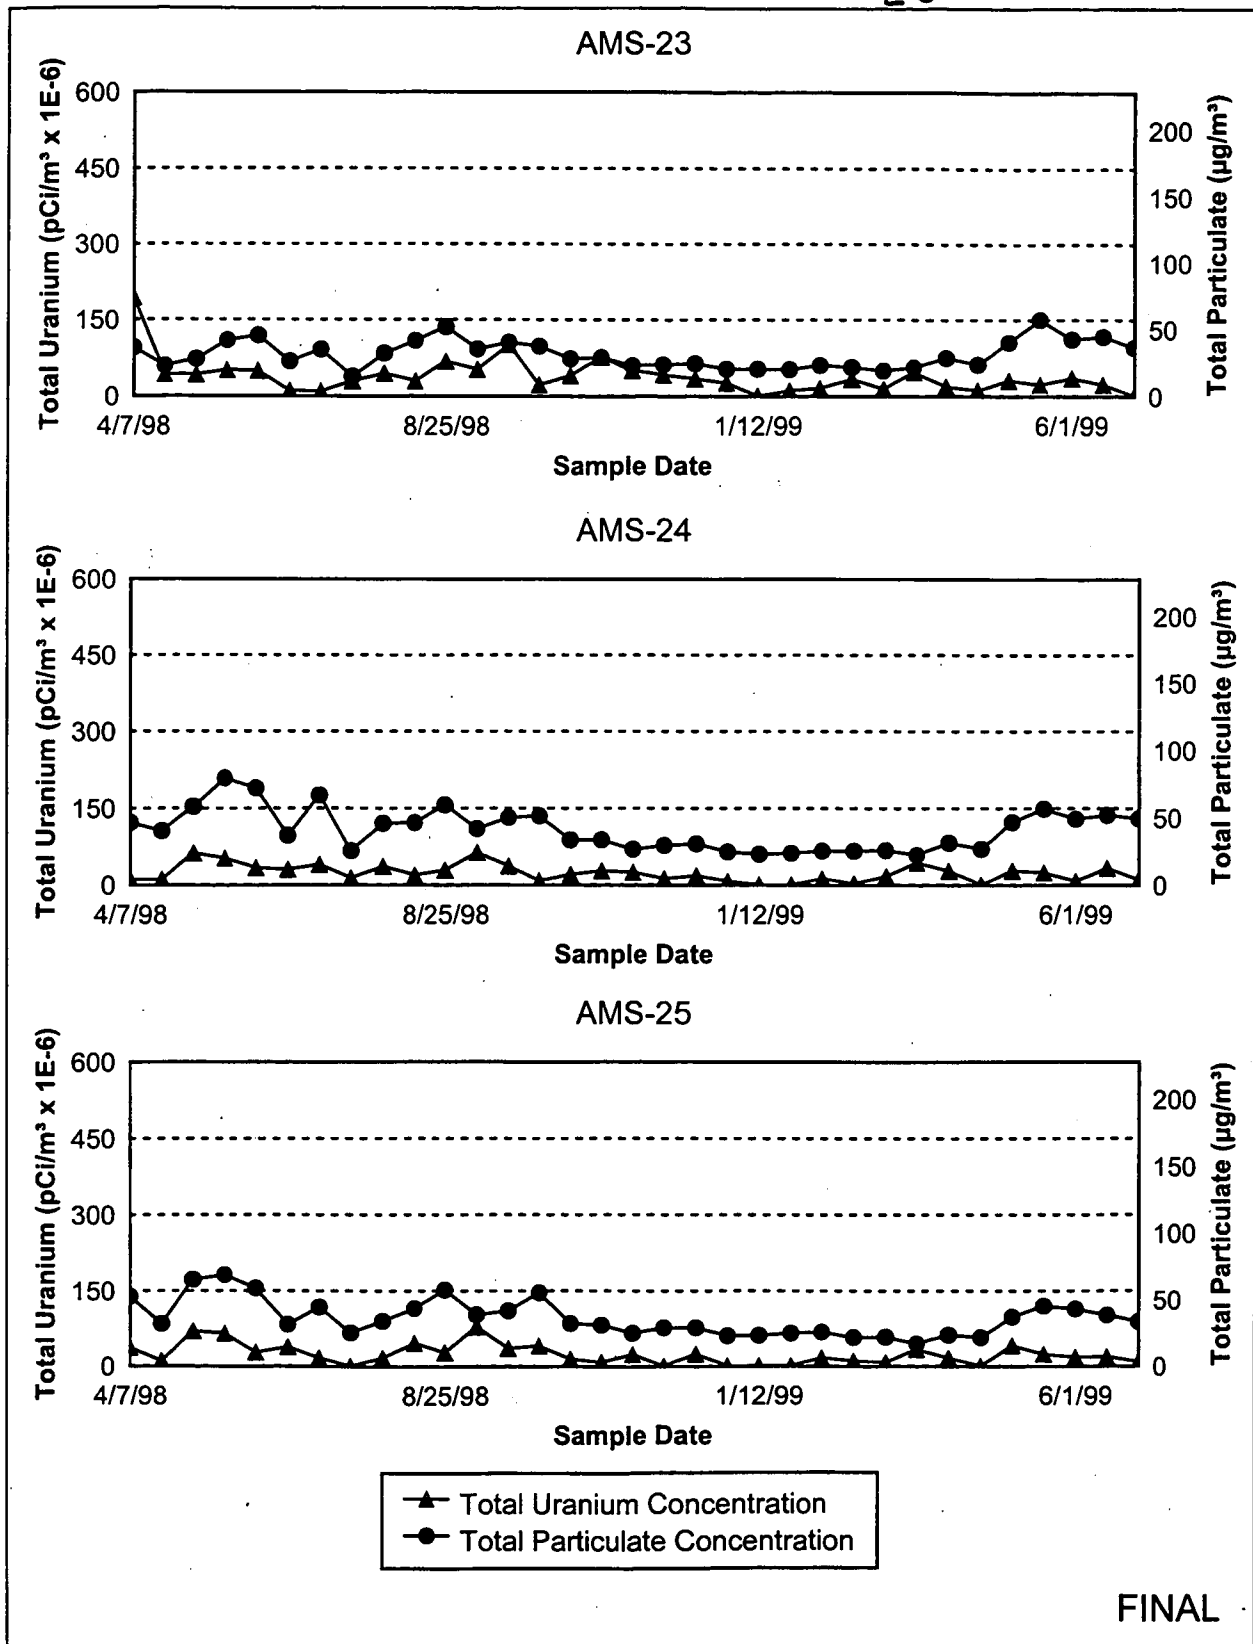 AMS-23
Total Uranium (pCi/m³ x 1E-6)
600
450
300
150
0
200
150
100
50
0
Total Particulate (µg/m³)
4/7/98 8/25/98 1/12/99 6/1/99
Sample Date
AMS-24
Total Uranium (pCi/m³ x 1E-6)
600
450
300
150
0
200
150
100
50
0
Total Particulate (µg/m³)
4/7/98 8/25/98 1/12/99 6/1/99
Sample Date
AMS-25
Total Uranium (pCi/m³ x 1E-6)
600
450
300
150
0
200
150
100
50
0
Total Particulate (µg/m³)
4/7/98 8/25/98 1/12/99 6/1/99
Sample Date
Total Uranium Concentration
Total Particulate Concentration
FINAL